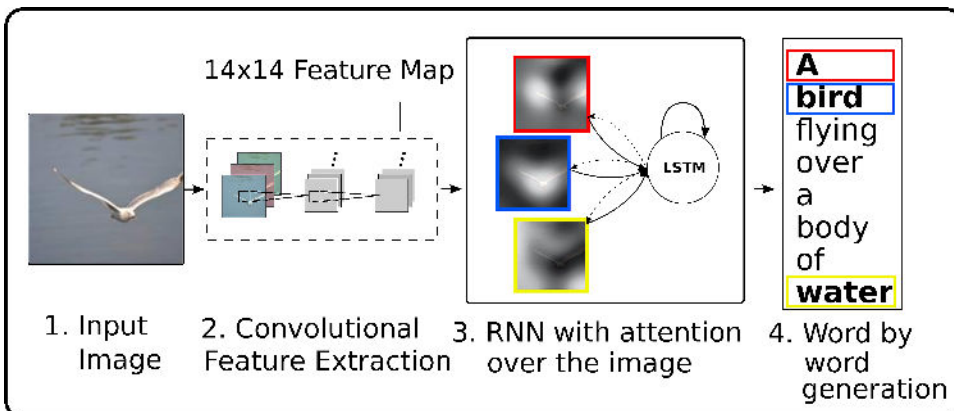 14x14 Feature Map
LSTM
A
bird
flying
over
a
body
of
water
1. Input
Image
2. Convolutional
Feature Extraction
3. RNN with attention
over the image
4. Word by
word
generation